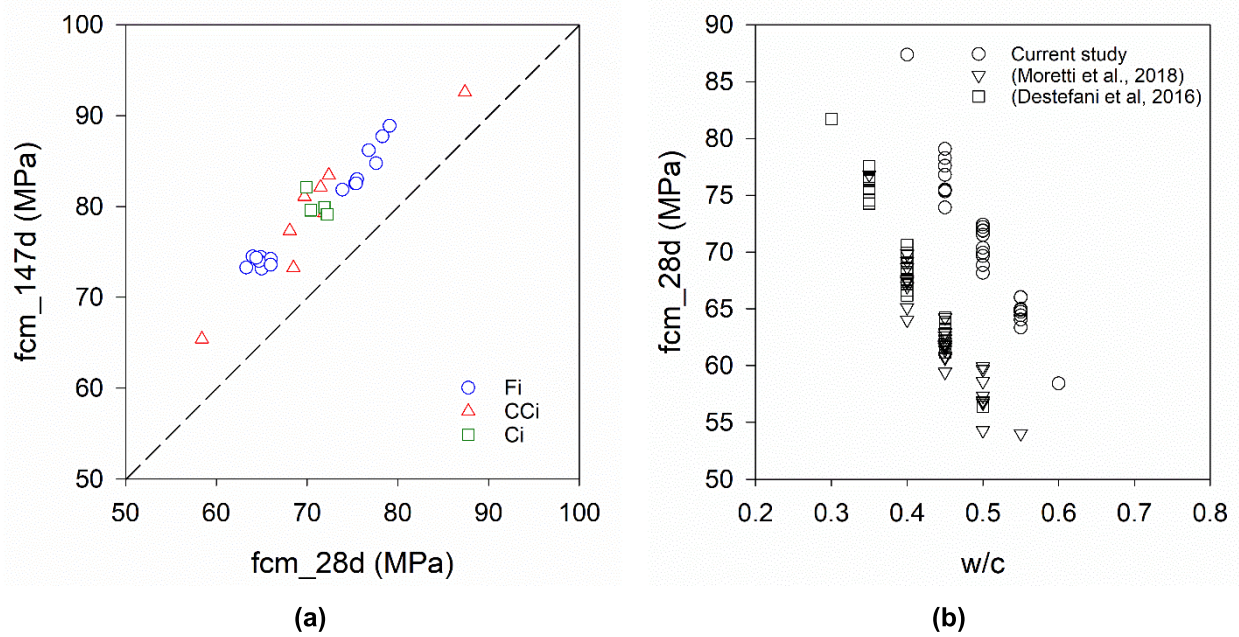 100
90
80
70
60
50
fcm_147d (MPa)
50 60 70 80 90 100
fcm_28d (MPa)
Fi
CCi
Ci
(a)
90
85
80
75
70
65
60
55
50
fcm_28d (MPa)
Current study
(Moretti et al., 2018)
(Destefani et al, 2016)
0.2 0.3 0.4 0.5 0.6 0.7 0.8
w/c
(b)